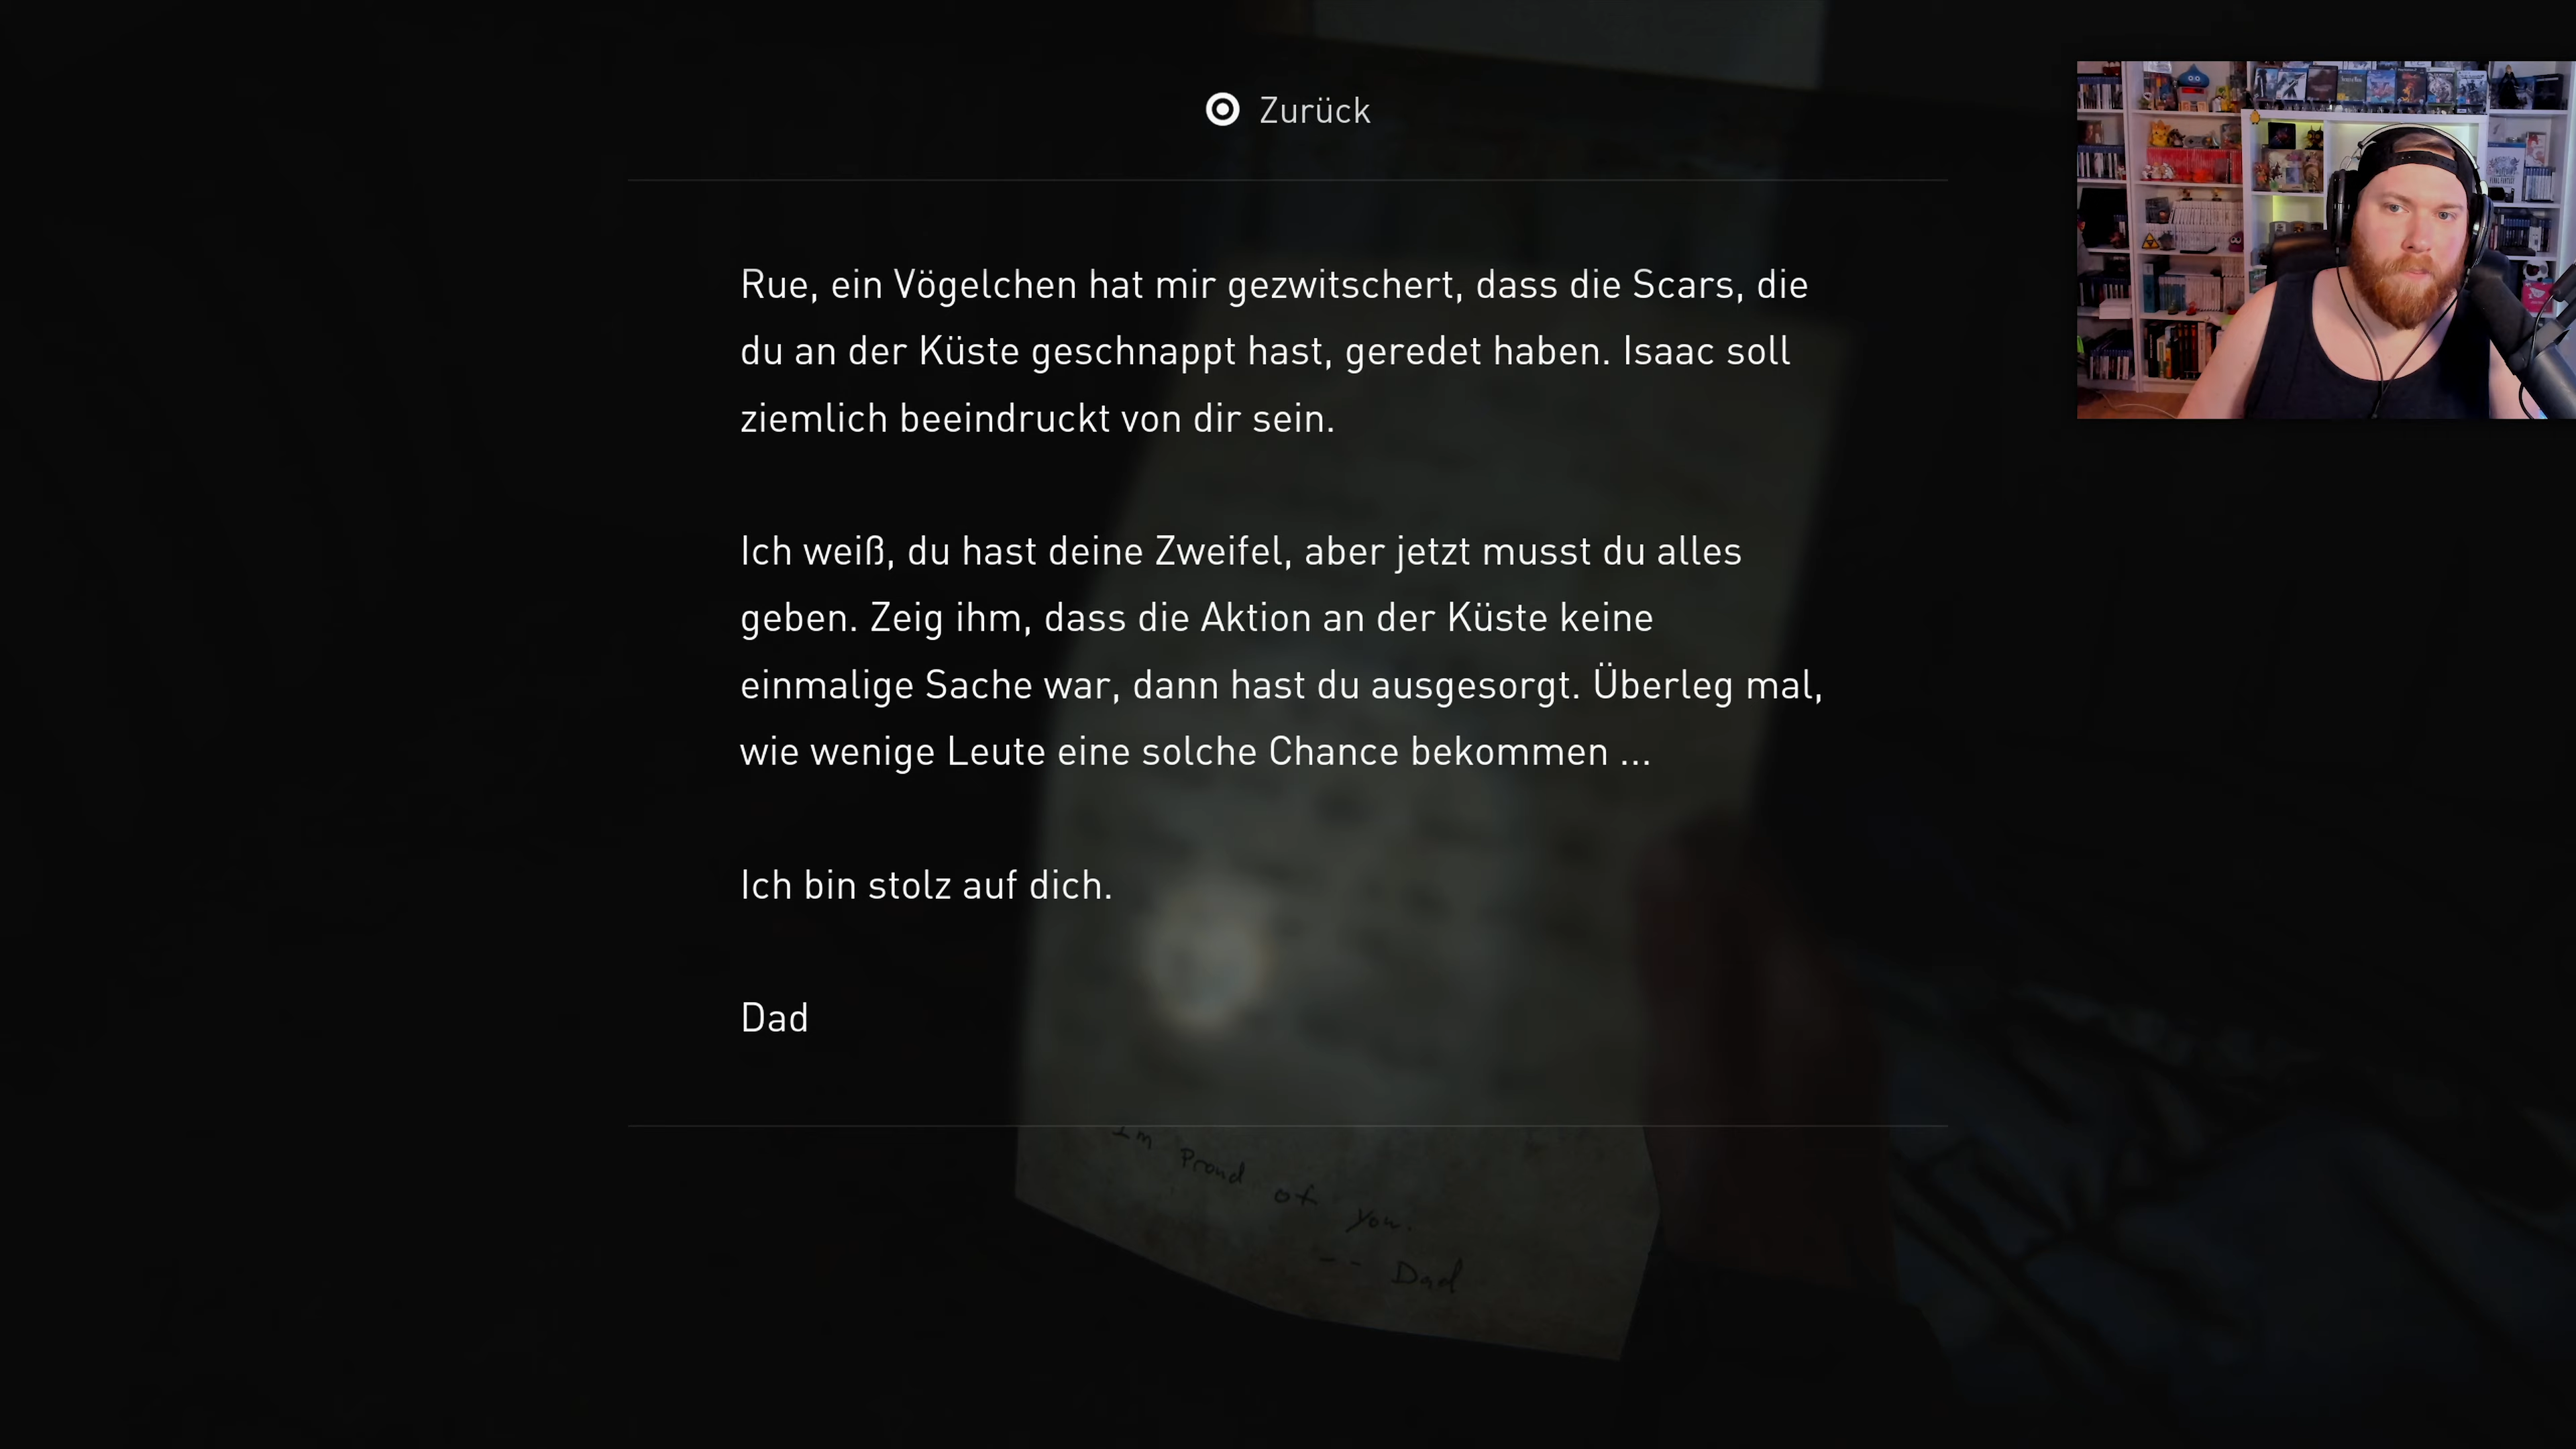 Zurück
Rue, ein Vögelchen hat mir gezwitschert, dass die Scars, die
du an der Küste geschnappt hast, geredet haben. Isaac soll
ziemlich beeindruckt von dir sein.
Ich weiß, du hast deine Zweifel, aber jetzt musst du alles
geben. Zeig ihm, dass die Aktion an der Küste keine
einmalige Sache war, dann hast du ausgesorgt. Überleg mal,
wie wenige Leute eine solche Chance bekommen ...
Ich bin stolz auf dich.
Dad
Im Proud of you.
-- Dad